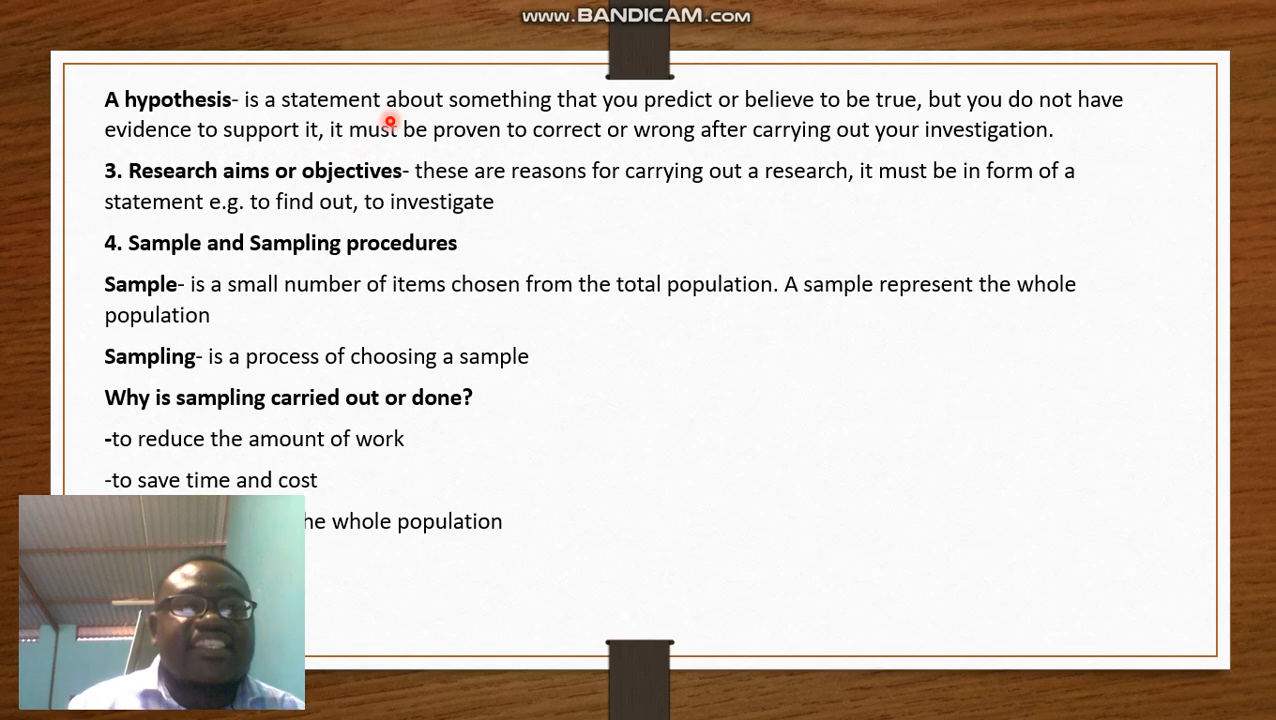 www.BANDICAM.com
A hypothesis- is a statement about something that you predict or believe to be true, but you do not have
evidence to support it, it must be proven to correct or wrong after carrying out your investigation.
3. Research aims or objectives- these are reasons for carrying out a research, it must be in form of a
statement e.g. to find out, to investigate
4. Sample and Sampling procedures
Sample- is a small number of items chosen from the total population. A sample represent the whole
population
Sampling- is a process of choosing a sample
Why is sampling carried out or done?
-to reduce the amount of work
-to save time and cost
whole population